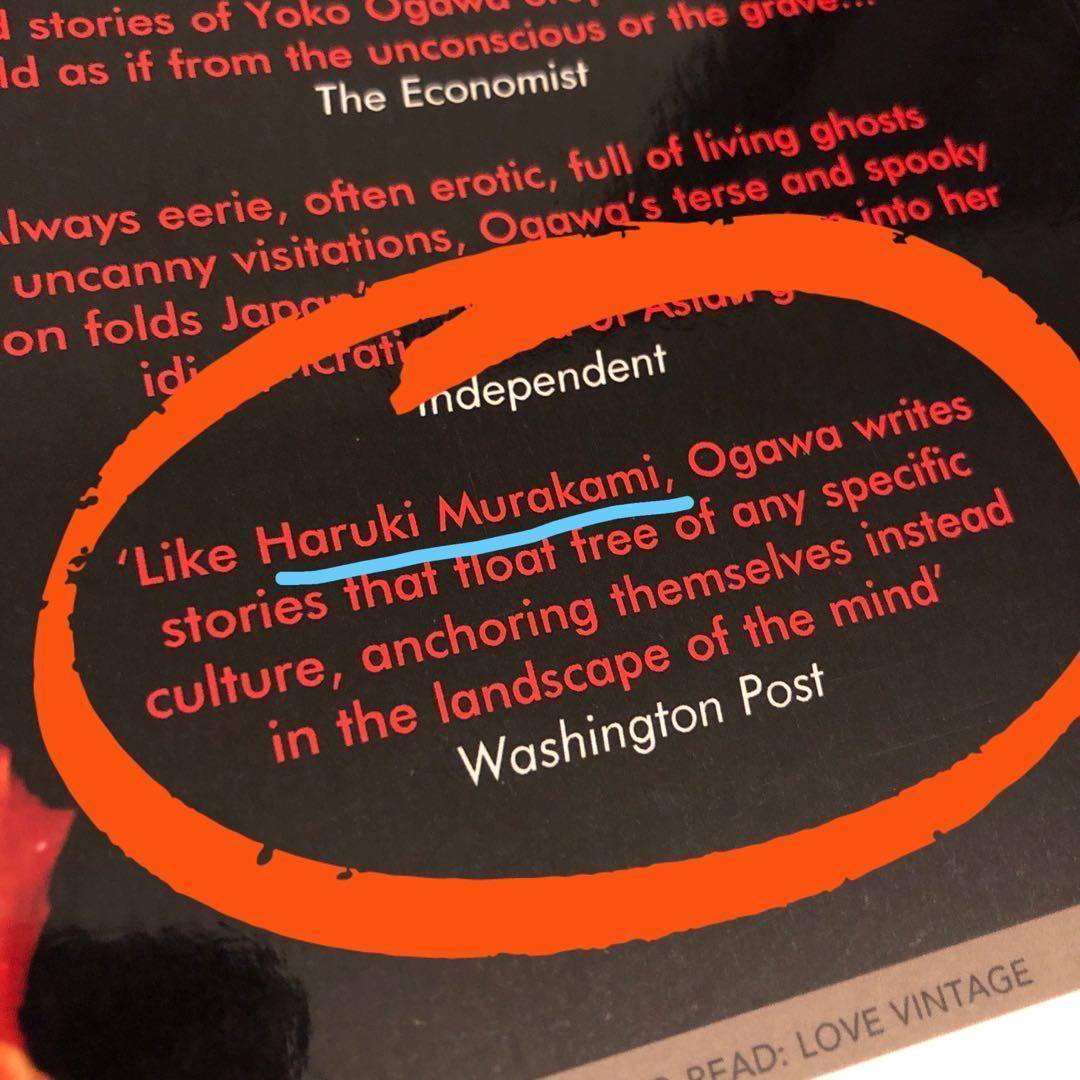 stories of Yoko Ogawa
as if from the unconscious or the grave...
The Economist
Always eerie, often erotic, full of living ghosts
uncanny visitations, Ogawa's terse and spooky
on folds into her
Independent
'Like Haruki Murakami, Ogawa writes
stories that float free of any specific
culture, anchoring themselves instead
in the landscape of the mind'
Washington Post
READ: LOVE VINTAGE